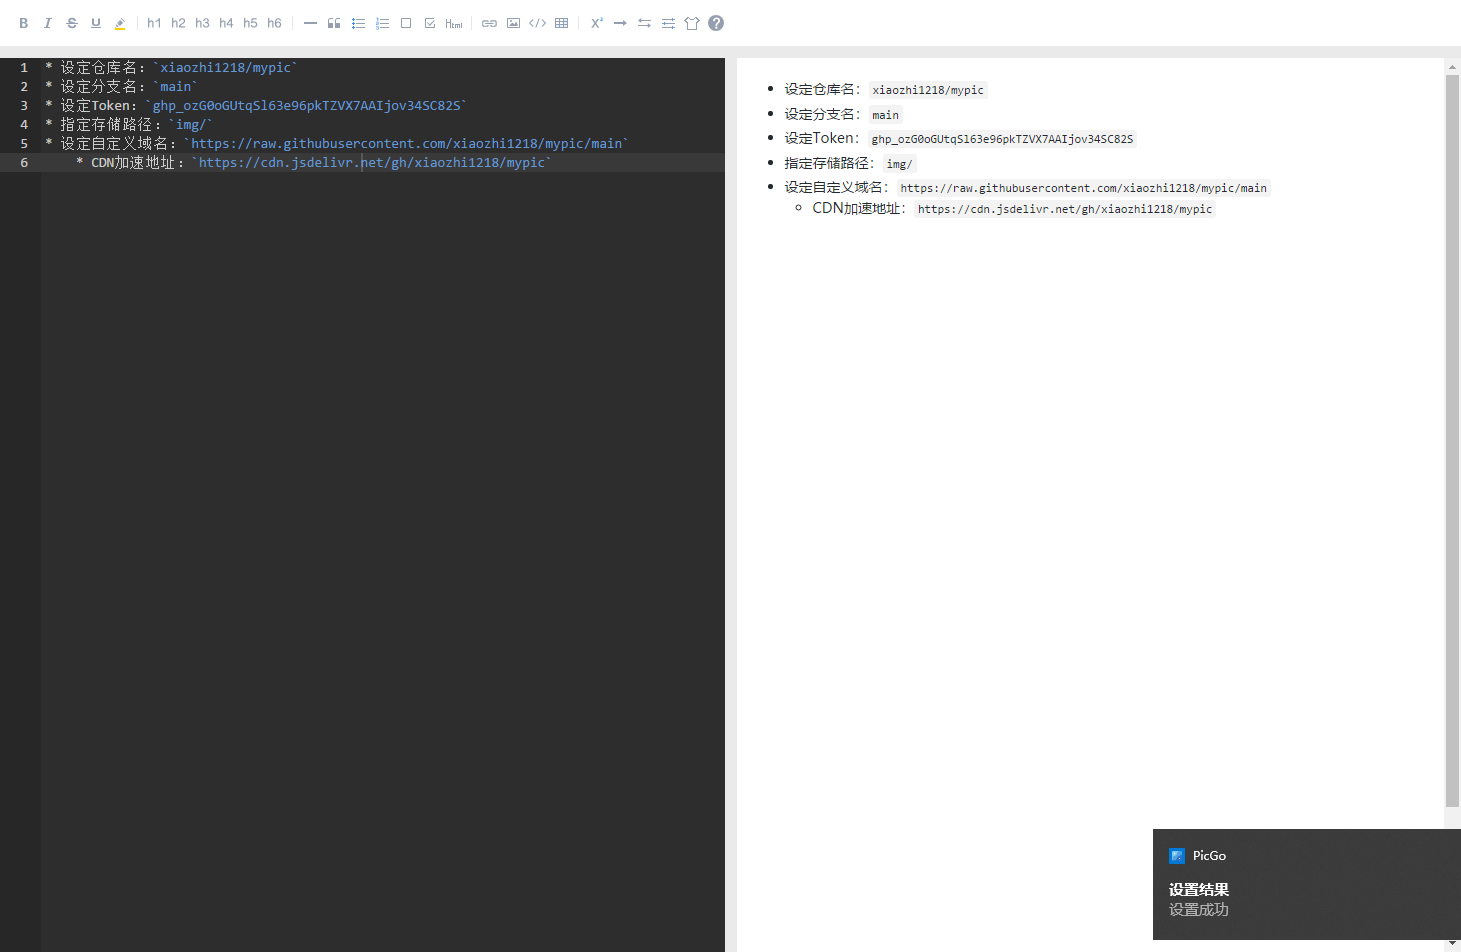 B I S U h1 h2 h3 h4 h5 h6 Html X² ?
1 * 设定仓库名：`xiaozhi1218/mypic`
2 * 设定分支名：`main`
3 * 设定Token：`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`
4 * 指定存储路径：`img/`
5 * 设定自定义域名：`https://raw.githubusercontent.com/xiaozhi1218/mypic/main`
6 * CDN加速地址：`https://cdn.jsdelivr.net/gh/xiaozhi1218/mypic`
设定仓库名： xiaozhi1218/mypic
设定分支名： main
设定Token： 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
指定存储路径： img/
设定自定义域名： https://raw.githubusercontent.com/xiaozhi1218/mypic/main
CDN加速地址： https://cdn.jsdelivr.net/gh/xiaozhi1218/mypic
PicGo
设置结果
设置成功